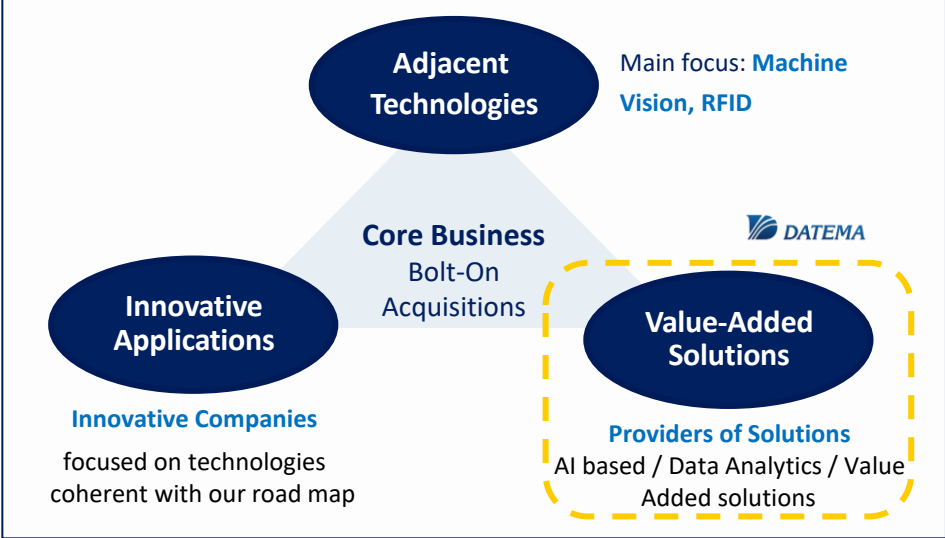 Adjacent
Technologies
Main focus: Machine
Vision, RFID
Core Business
Bolt-On
Acquisitions
DATEMA
Innovative
Applications
Value-Added
Solutions
Innovative Companies
focused on technologies
coherent with our road map
Providers of Solutions
AI based / Data Analytics / Value
Added solutions